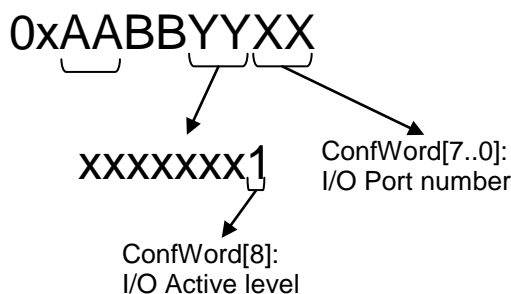 0xAABBYYXX
xxxxxxx1
ConfWord[7..0]:
I/O Port number
ConfWord[8]:
I/O Active level